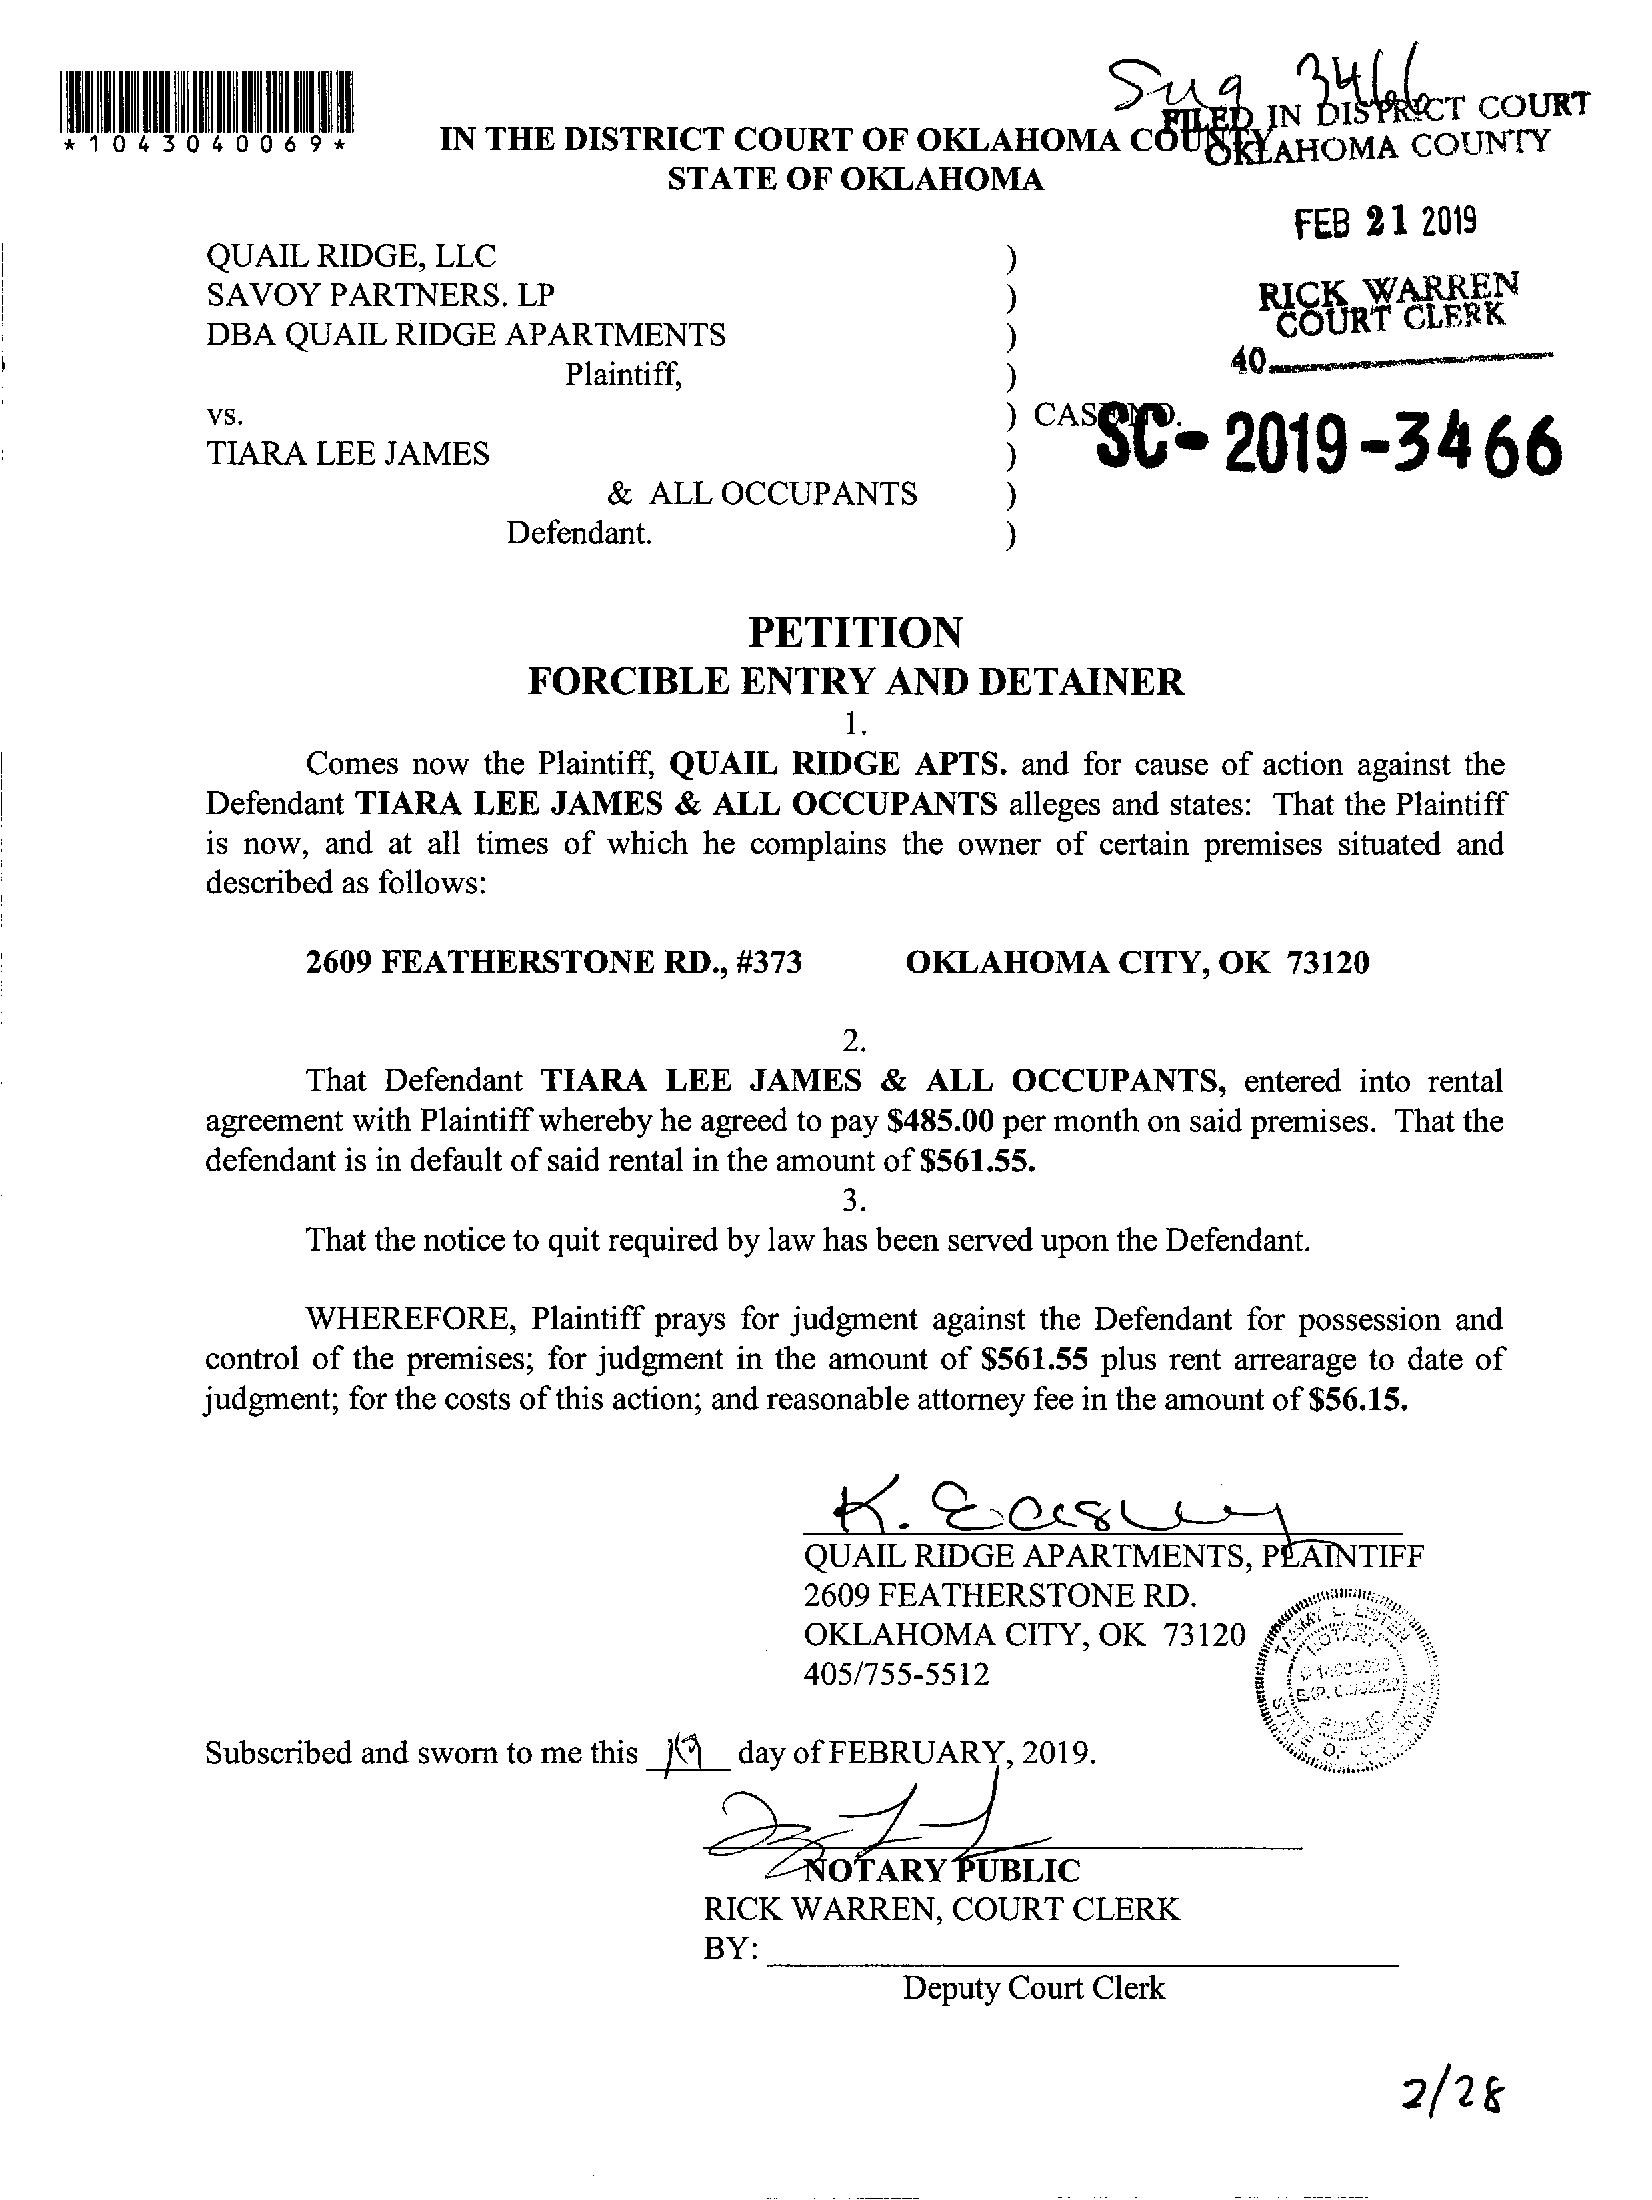 *1043040069*
3466
FILED IN DISTRICT COURT
OKLAHOMA COUNTY
IN THE DISTRICT COURT OF OKLAHOMA COUNTY
STATE OF OKLAHOMA
FEB 21 2019
RICK WARREN
COURT CLERK
40
QUAIL RIDGE, LLC )
SAVOY PARTNERS. LP )
DBA QUAIL RIDGE APARTMENTS )
Plaintiff, )
vs. ) CASE NO. SC-2019-3466
TIARA LEE JAMES )
& ALL OCCUPANTS )
Defendant. )
PETITION
FORCIBLE ENTRY AND DETAINER
1.
Comes now the Plaintiff, QUAIL RIDGE APTS. and for cause of action against the
Defendant TIARA LEE JAMES & ALL OCCUPANTS alleges and states: That the Plaintiff
is now, and at all times of which he complains the owner of certain premises situated and
described as follows:
2609 FEATHERSTONE RD., #373 OKLAHOMA CITY, OK 73120
2.
That Defendant TIARA LEE JAMES & ALL OCCUPANTS, entered into rental
agreement with Plaintiff whereby he agreed to pay $485.00 per month on said premises. That the
defendant is in default of said rental in the amount of $561.55.
3.
That the notice to quit required by law has been served upon the Defendant.
WHEREFORE, Plaintiff prays for judgment against the Defendant for possession and
control of the premises; for judgment in the amount of $561.55 plus rent arrearage to date of
judgment; for the costs of this action; and reasonable attorney fee in the amount of $56.15.
K. Easley
QUAIL RIDGE APARTMENTS, PLAINTIFF
2609 FEATHERSTONE RD.
OKLAHOMA CITY, OK 73120
405/755-5512
NOTARY
PUBLIC
STATE OF
Subscribed and sworn to me this 19 day of FEBRUARY, 2019.
NOTARY PUBLIC
RICK WARREN, COURT CLERK
BY:
Deputy Court Clerk
2/28